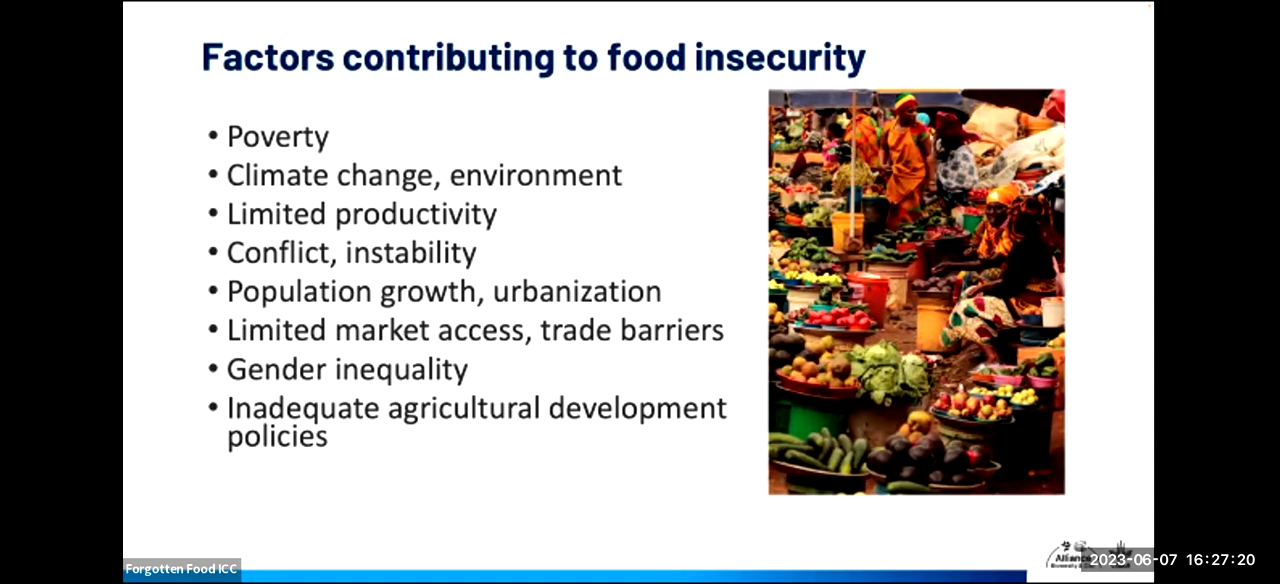 Factors contributing to food insecurity
• Poverty
• Climate change, environment
• Limited productivity
• Conflict, instability
• Population growth, urbanization
• Limited market access, trade barriers
• Gender inequality
• Inadequate agricultural development
policies
Alliance
2023-06-07 16:27:20
Forgotten Food ICC